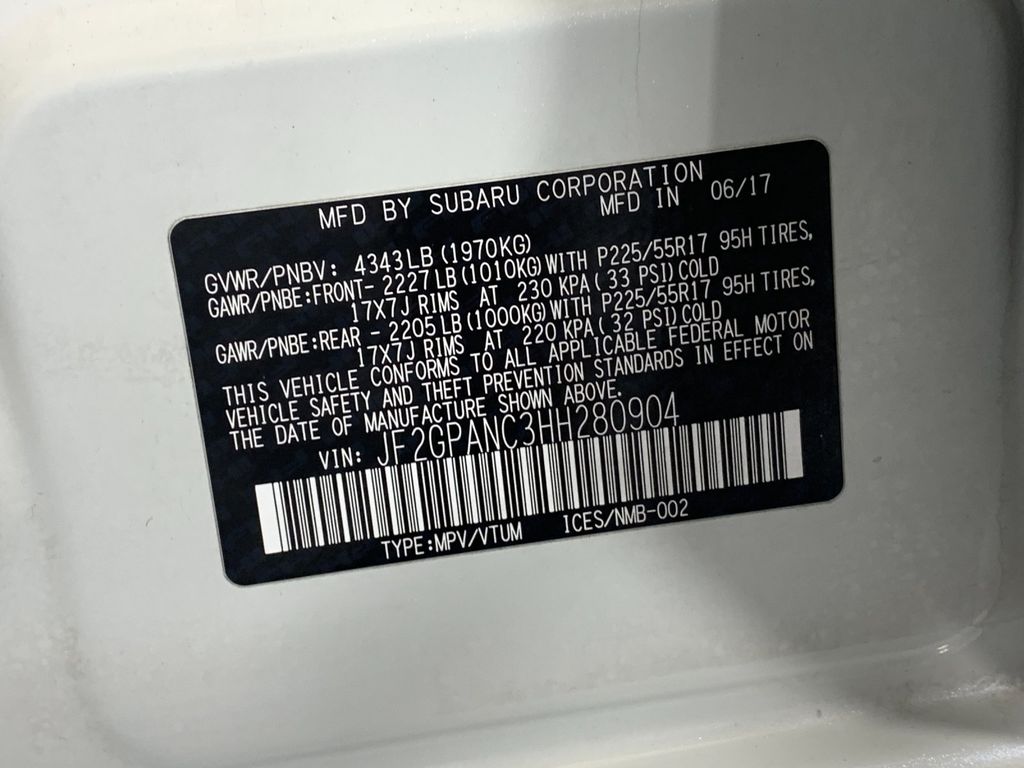 MFD BY SUBARU CORPORATION
MFD IN 06/17
GVWR/PNBV: 4343LB (1970KG)
GAWR/PNBE:FRONT- 2227LB(1010KG)WITH P225/55R17 95H TIRES,
17X7J RIMS AT 230 KPA( 33 PSI)COLD
GAWR/PNBE:REAR - 2205LB(1000KG)WITH P225/55R17 95H TIRES,
17X7J RIMS AT 220 KPA( 32 PSI)COLD
THIS VEHICLE CONFORMS TO ALL APPLICABLE FEDERAL MOTOR
VEHICLE SAFETY AND THEFT PREVENTION STANDARDS IN EFFECT ON
THE DATE OF MANUFACTURE SHOWN ABOVE.
VIN: JF2GPANC3HH280904
TYPE:MPV/VTUM ICES/NMB-002